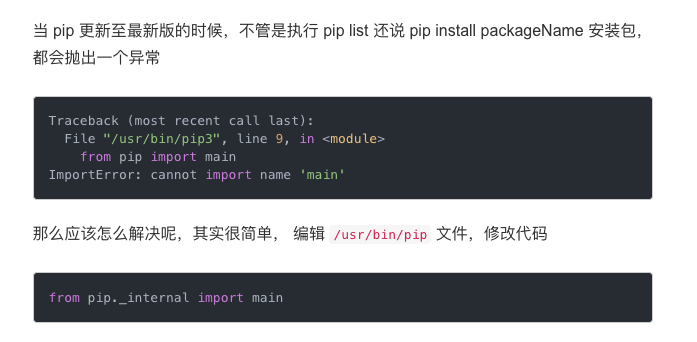 当 pip 更新至最新版的时候，不管是执行 pip list 还说 pip install packageName 安装包，
都会抛出一个异常
Traceback (most recent call last):
  File "/usr/bin/pip3", line 9, in <module>
    from pip import main
ImportError: cannot import name 'main'
那么应该怎么解决呢，其实很简单， 编辑 /usr/bin/pip 文件，修改代码
from pip._internal import main